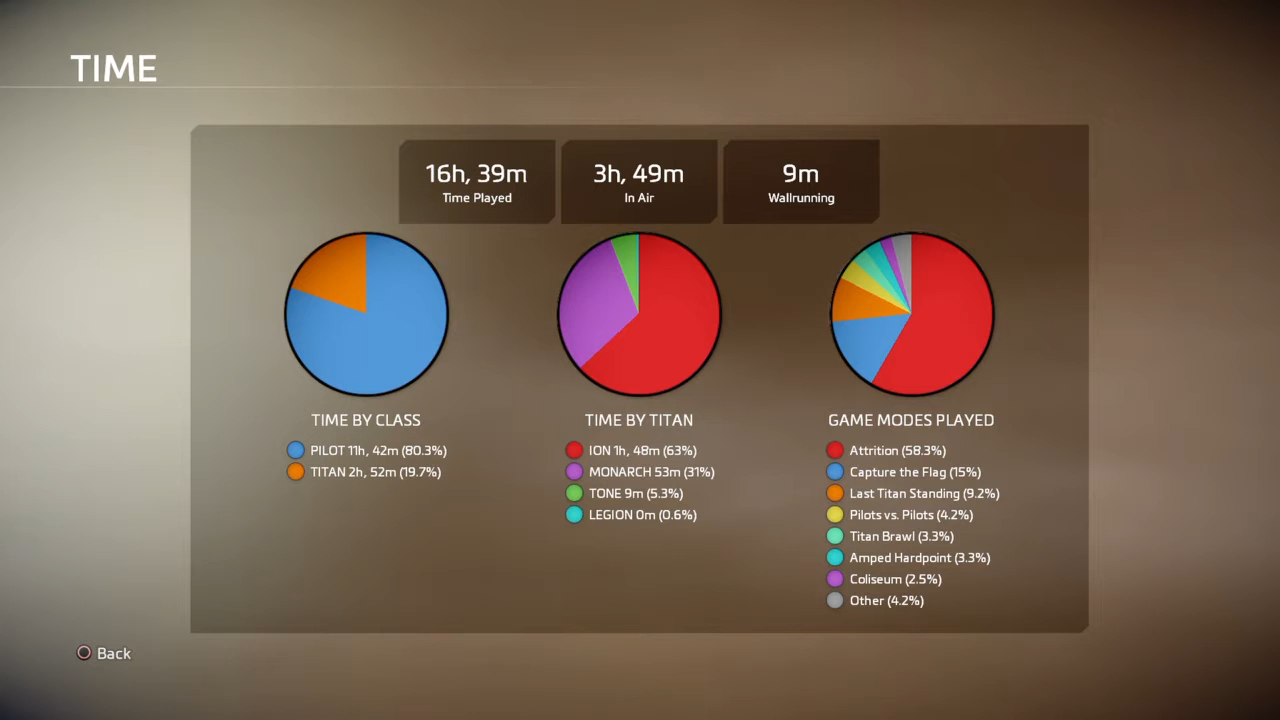 TIME
16h, 39m
Time Played
3h, 49m
In Air
9m
Wallrunning
TIME BY CLASS
PILOT 11h, 42m (80.3%)
TITAN 2h, 52m (19.7%)
TIME BY TITAN
ION 1h, 48m (63%)
MONARCH 53m (31%)
TONE 9m (5.3%)
LEGION 0m (0.6%)
GAME MODES PLAYED
Attrition (58.3%)
Capture the Flag (15%)
Last Titan Standing (9.2%)
Pilots vs. Pilots (4.2%)
Titan Brawl (3.3%)
Amped Hardpoint (3.3%)
Coliseum (2.5%)
Other (4.2%)
Back